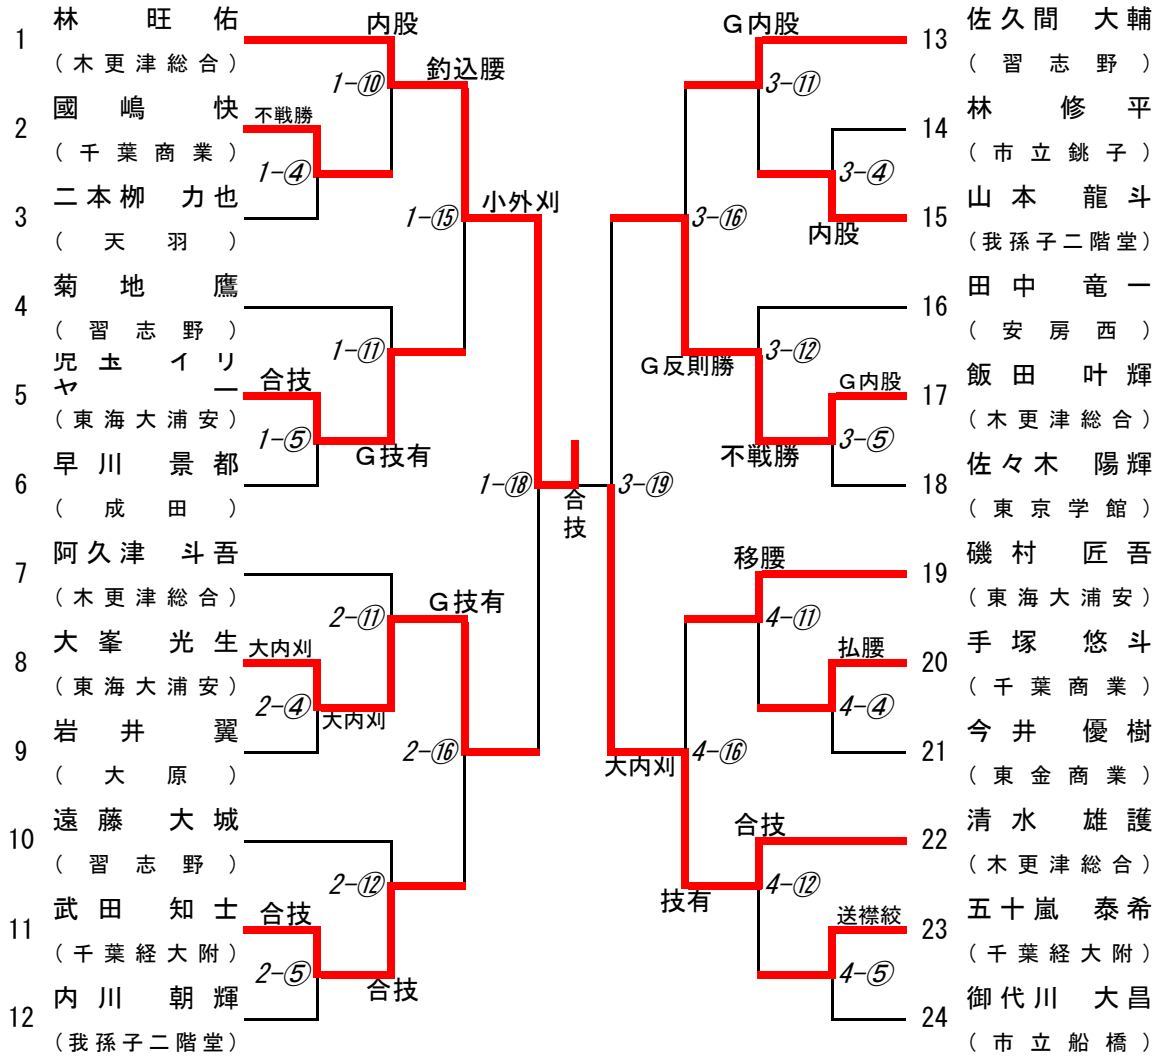 1 林 旺佑
(木更津総合)
2 國嶋 快
(千葉商業)
3 二本栁 力也
(天羽)
4 菊地 鷹
(習志野)
5 児玉 イリヤ一
(東海大浦安)
6 早川 景都
(成田)
7 阿久津 斗吾
(木更津総合)
8 大峯 光生
(東海大浦安)
9 岩井 翼
(大原)
10 遠藤 大城
(習志野)
11 武田 知士
(千葉経大附)
12 内川 朝輝
(我孫子二階堂)
不戦勝
1-④
合技
1-⑤
大内刈
2-④
合技
2-⑤
内股
1-⑩
1-⑪
G技有
2-⑪
大内刈
2-⑫
合技
釣込腰
1-⑮
G技有
2-⑯
小外刈
1-⑱
合技
3-⑲
3-⑯
G反則勝
大内刈
4-⑯
技有
G内股
3-⑪
内股
3-⑫
不戦勝
移腰
4-⑪
合技
4-⑫
3-④
G内股
3-⑤
払腰
4-④
送襟絞
4-⑤
13 佐久間 大輔
(習志野)
14 林 修平
(市立銚子)
15 山本 龍斗
(我孫子二階堂)
16 田中 竜一
(安房西)
17 飯田 叶輝
(木更津総合)
18 佐々木 陽輝
(東京学館)
19 磯村 匠吾
(東海大浦安)
20 手塚 悠斗
(千葉商業)
21 今井 優樹
(東金商業)
22 清水 雄護
(木更津総合)
23 五十嵐 泰希
(千葉経大附)
24 御代川 大昌
(市立船橋)